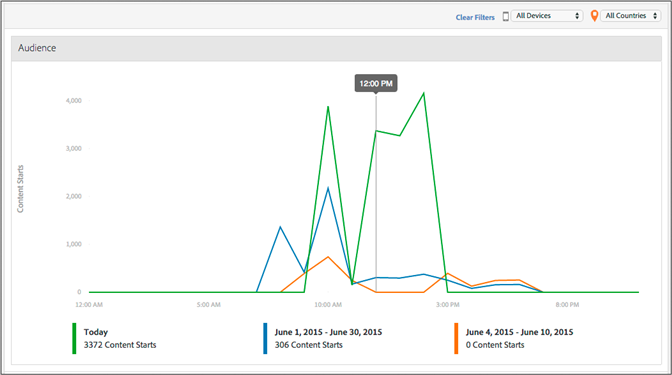 Clear Filters All Devices All Countries
Audience
12:00 PM
4,000
3,000
2,000
1,000
0
Content Starts
12:00 AM 5:00 AM 10:00 AM 3:00 PM 8:00 PM
Today June 1, 2015 - June 30, 2015 June 4, 2015 - June 10, 2015
3372 Content Starts 306 Content Starts 0 Content Starts